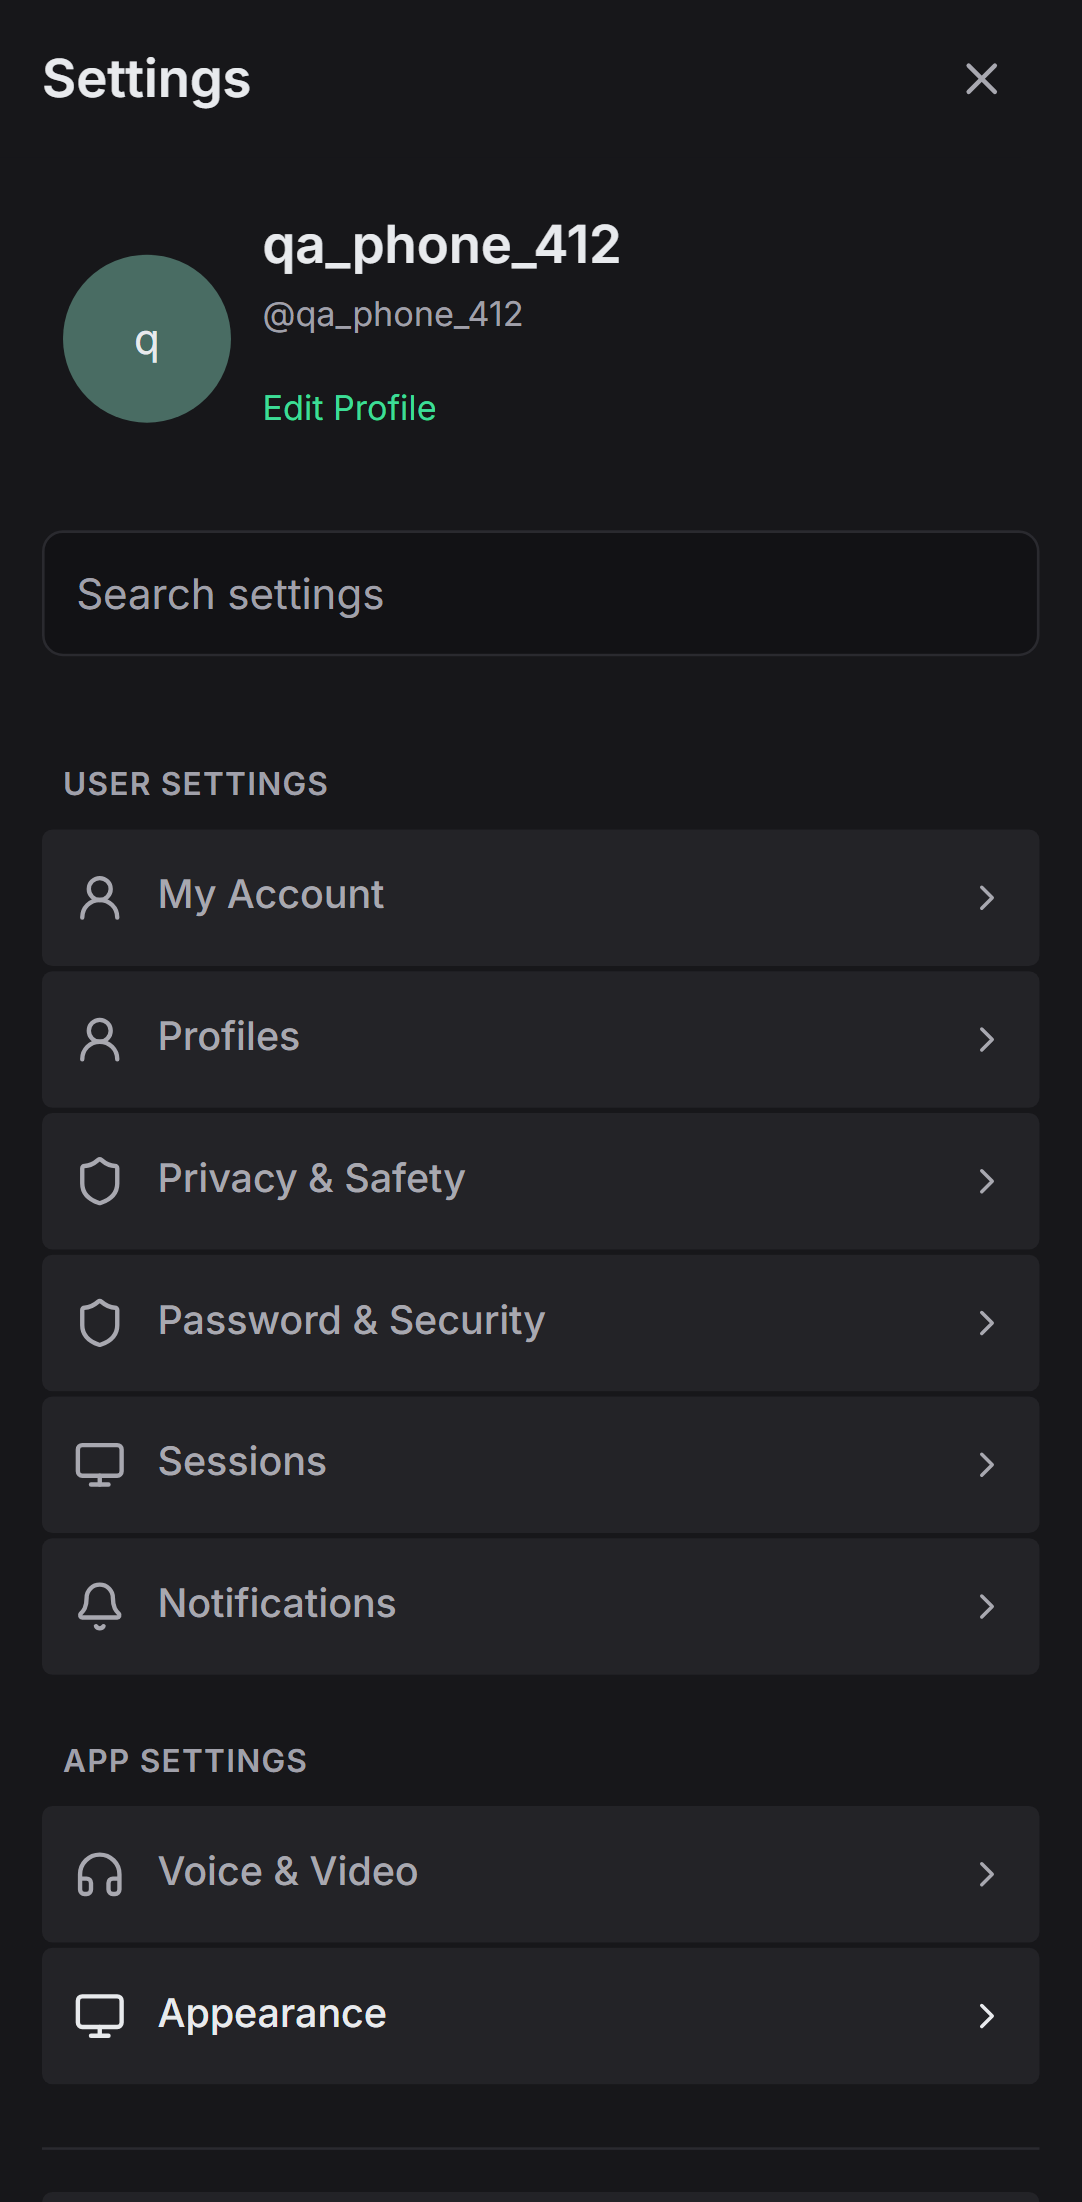 Settings
qa_phone_412
q
@qa_phone_412
Edit Profile
Search settings
USER SETTINGS
My Account
Profiles
Privacy & Safety
Password & Security
Sessions
Notifications
APP SETTINGS
Voice & Video
Appearance